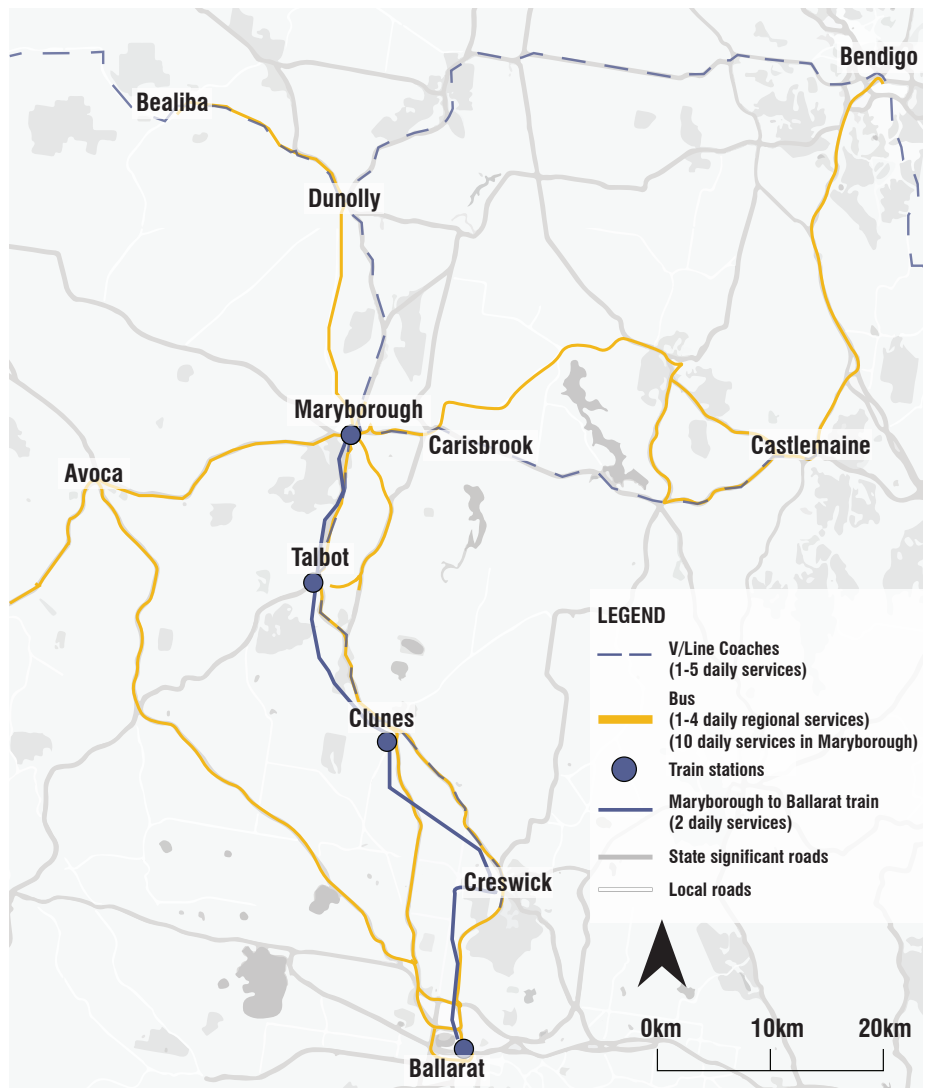 Bendigo
Bealiba
Dunolly
Maryborough
Carisbrook
Castlemaine
Avoca
Talbot
Clunes
Creswick
Ballarat
LEGEND
V/Line Coaches
(1-5 daily services)
Bus
(1-4 daily regional services)
(10 daily services in Maryborough)
Train stations
Maryborough to Ballarat train
(2 daily services)
State significant roads
Local roads
0km 10km 20km